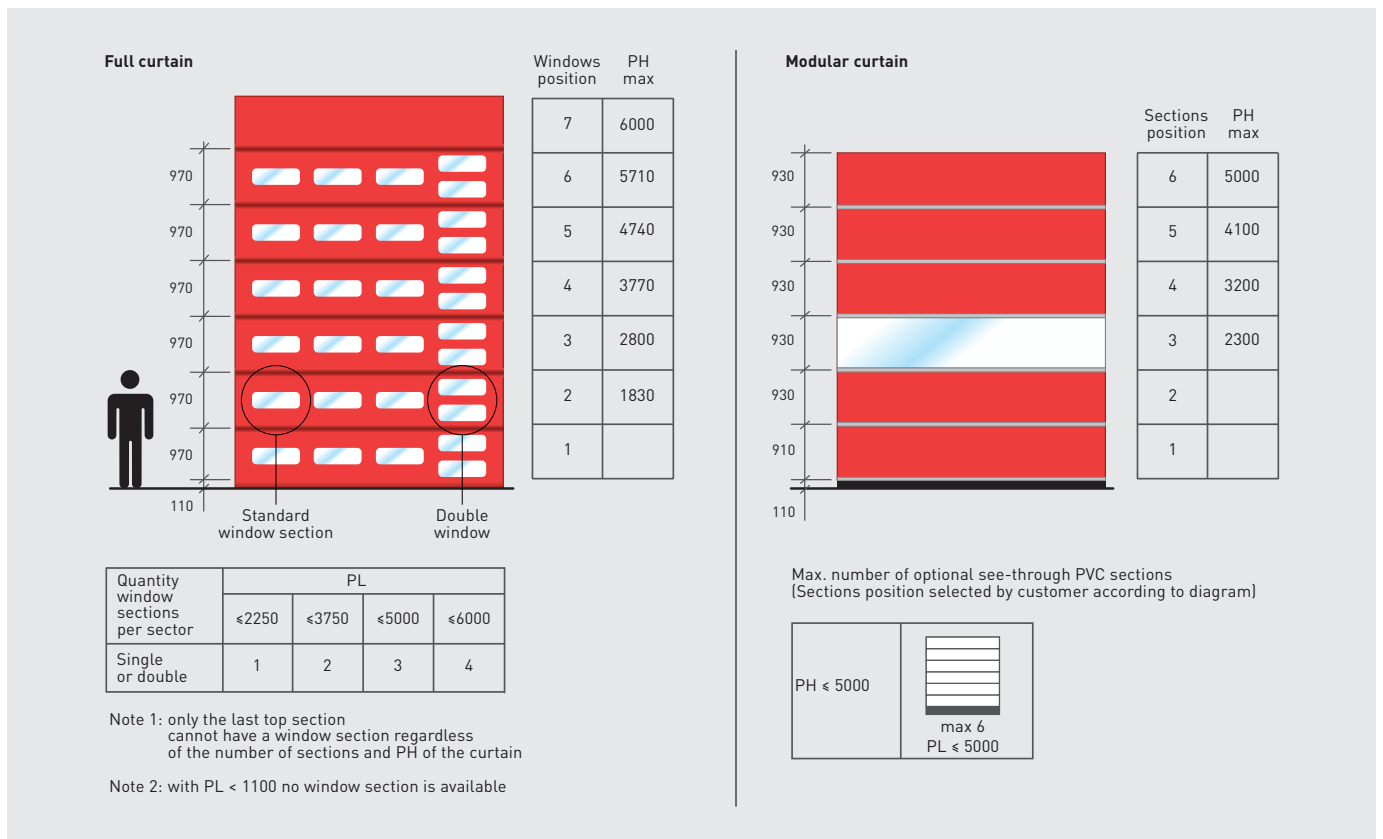 Full curtain
Windows position
PH max
7 6000
6 5710
5 4740
4 3770
3 2800
2 1830
1
970
970
970
970
970
970
110
Standard
window section
Double
window
Quantity
window
sections
per sector
PL
≤2250 ≤3750 ≤5000 ≤6000
Single
or double
1 2 3 4
Note 1: only the last top section
cannot have a window section regardless
of the number of sections and PH of the curtain
Note 2: with PL < 1100 no window section is available
Modular curtain
Sections position
PH max
6 5000
5 4100
4 3200
3 2300
2
1
930
930
930
930
930
910
110
Max. number of optional see-through PVC sections
(Sections position selected by customer according to diagram)
PH ≤ 5000
max 6
PL ≤ 5000